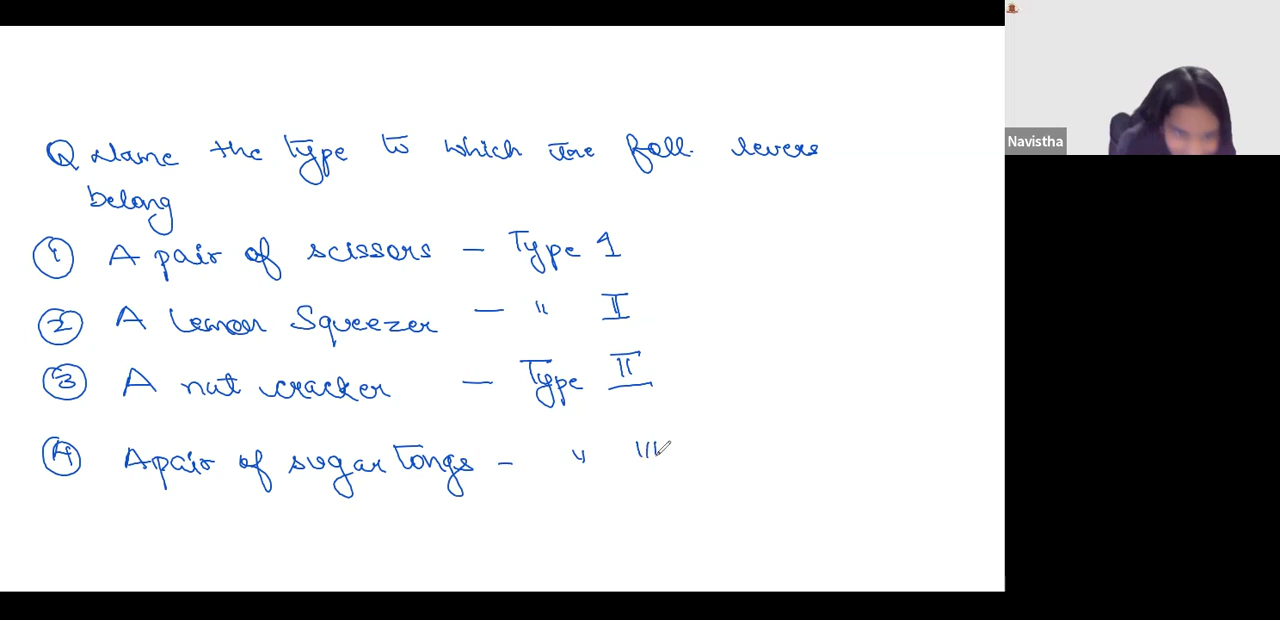 Q Name the type to which the foll. levers
belong
① A pair of scissors - Type 1
② A lemon Squeezer - " II
③ A nut cracker - Type II
④ A pair of sugar Tongs - " III
Navistha